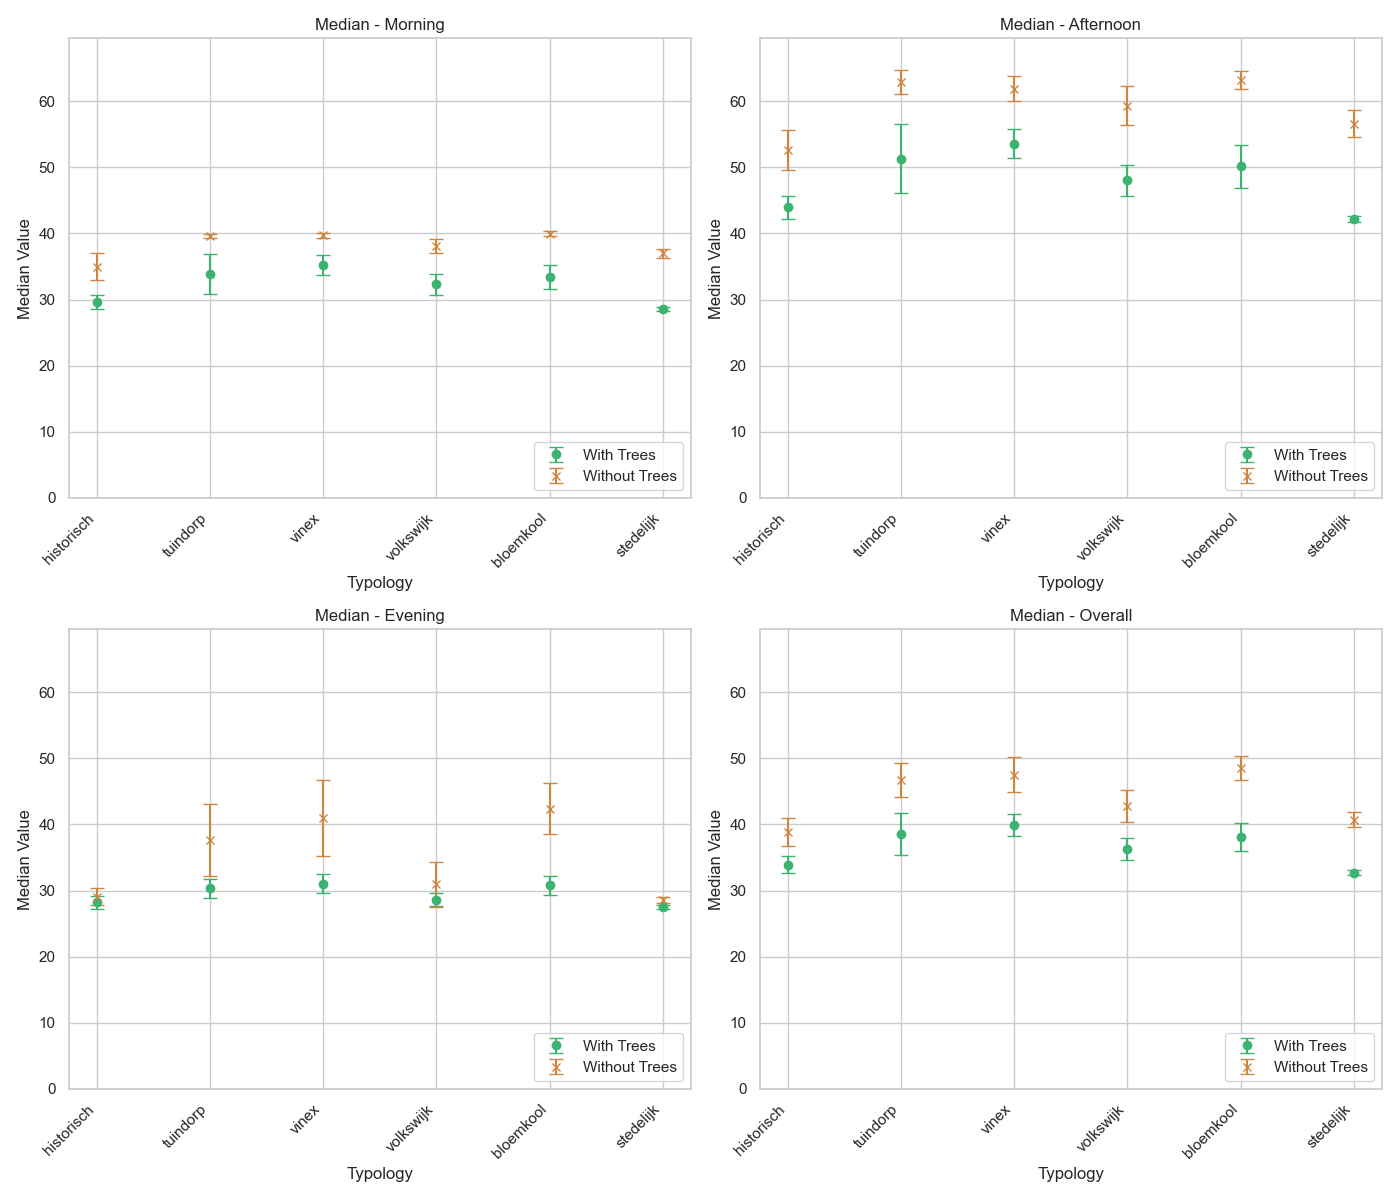 Median - Morning
Median Value
60
50
40
30
20
10
0
With Trees
Without Trees
historisch
tuindorp
vinex
volkswijk
bloemkool
stedelijk
Typology
Median - Afternoon
Median Value
60
50
40
30
20
10
0
With Trees
Without Trees
historisch
tuindorp
vinex
volkswijk
bloemkool
stedelijk
Typology
Median - Evening
Median Value
60
50
40
30
20
10
0
With Trees
Without Trees
historisch
tuindorp
vinex
volkswijk
bloemkool
stedelijk
Typology
Median - Overall
Median Value
60
50
40
30
20
10
0
With Trees
Without Trees
historisch
tuindorp
vinex
volkswijk
bloemkool
stedelijk
Typology